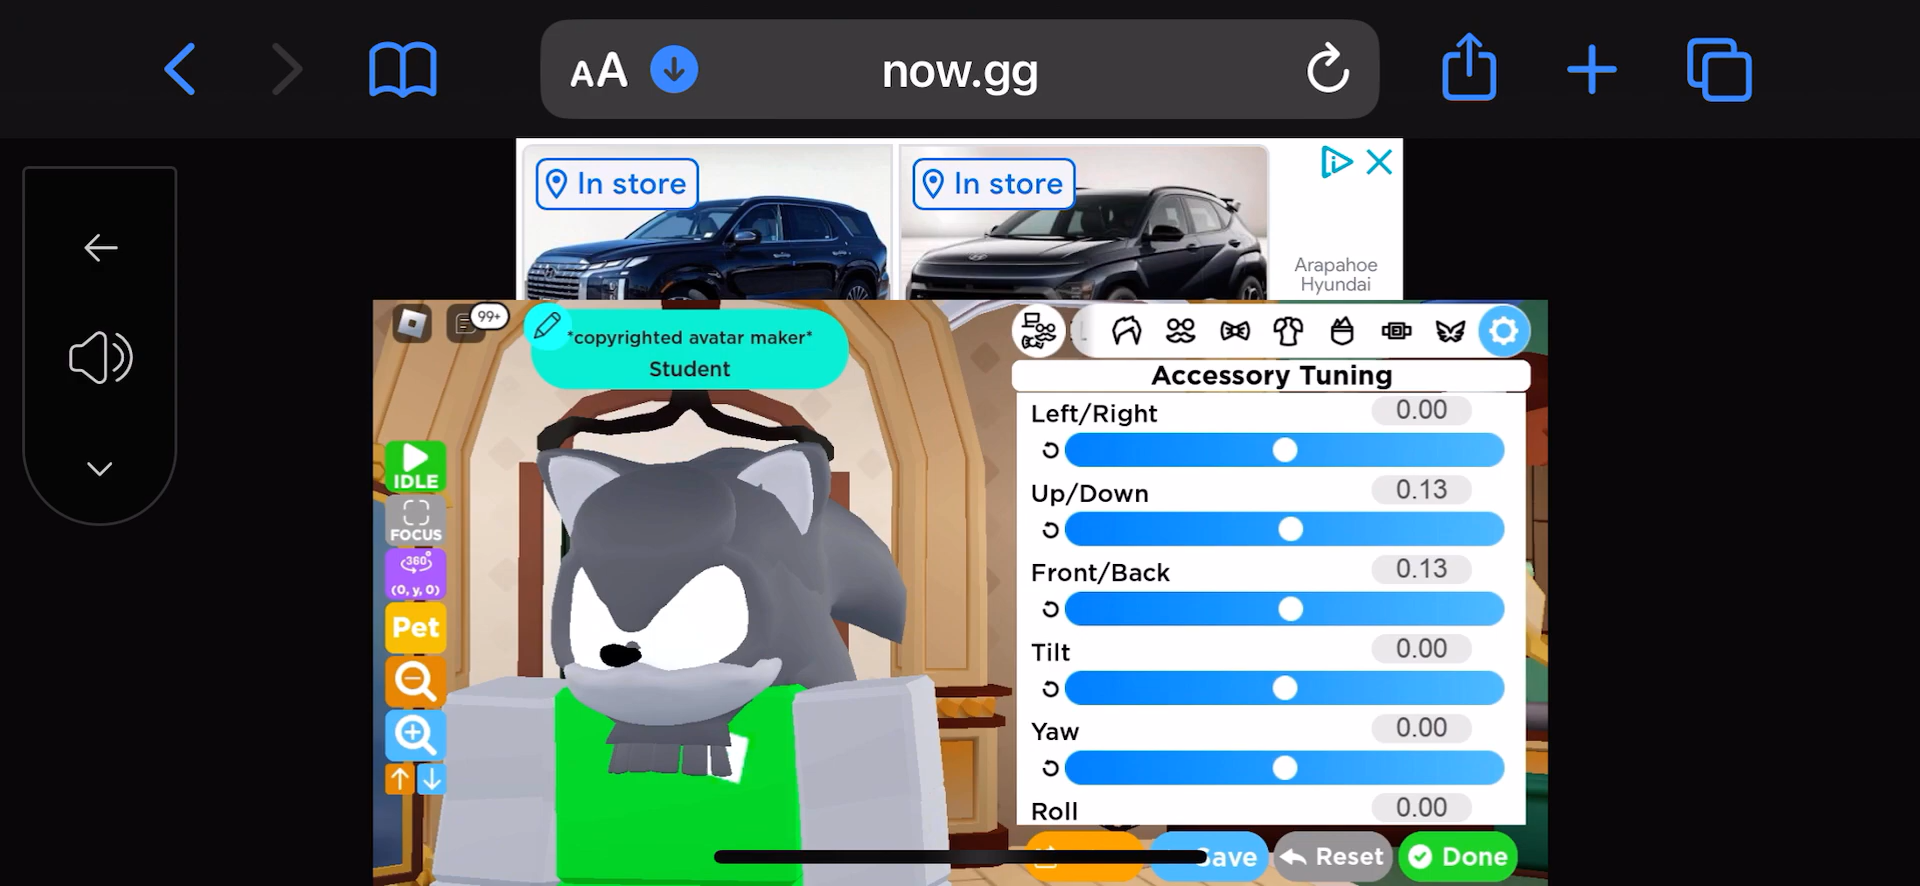 AA
now.gg
In store
In store
Arapahoe
Hyundai
99+
*copyrighted avatar maker*
Student
IDLE
FOCUS
360°
(0, y, 0)
Pet
Accessory Tuning
Left/Right
0.00
Up/Down
0.13
Front/Back
0.13
Tilt
0.00
Yaw
0.00
Roll
0.00
Save
Reset
Done